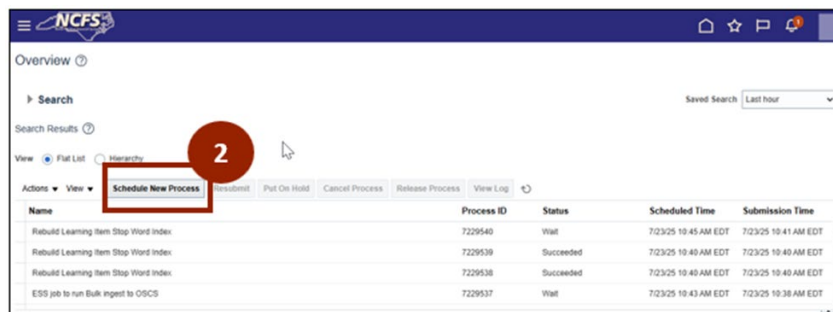 NCFS
1
Overview
Search
Saved Search Last hour
Search Results
View Flat List Hierarchy
2
Actions View Schedule New Process Resubmit Put On Hold Cancel Process Release Process View Log
Name Process ID Status Scheduled Time Submission Time
Rebuild Learning Item Stop Word Index 7229540 Wait 7/23/25 10:45 AM EDT 7/23/25 10:41 AM EDT
Rebuild Learning Item Stop Word Index 7229539 Succeeded 7/23/25 10:40 AM EDT 7/23/25 10:40 AM EDT
Rebuild Learning Item Stop Word Index 7229538 Succeeded 7/23/25 10:40 AM EDT 7/23/25 10:40 AM EDT
ESS job to run Bulk ingest to OSCS 7229537 Wait 7/23/25 10:43 AM EDT 7/23/25 10:38 AM EDT